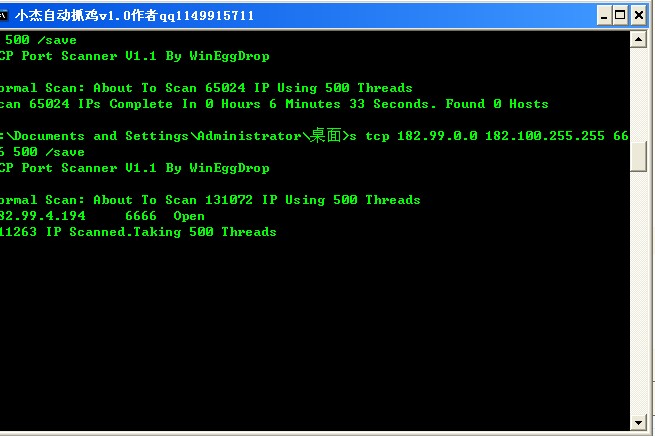 小杰自动抓鸡v1.0作者qq1149915711
500 /save
CP Port Scanner V1.1 By WinEggDrop
ormal Scan: About To Scan 65024 IP Using 500 Threads
can 65024 IPs Complete In 0 Hours 6 Minutes 33 Seconds. Found 0 Hosts
:\Documents and Settings\Administrator\桌面>s tcp 182.99.0.0 182.100.255.255 66
6 500 /save
CP Port Scanner V1.1 By WinEggDrop
ormal Scan: About To Scan 131072 IP Using 500 Threads
82.99.4.194 6666 Open
11263 IP Scanned.Taking 500 Threads